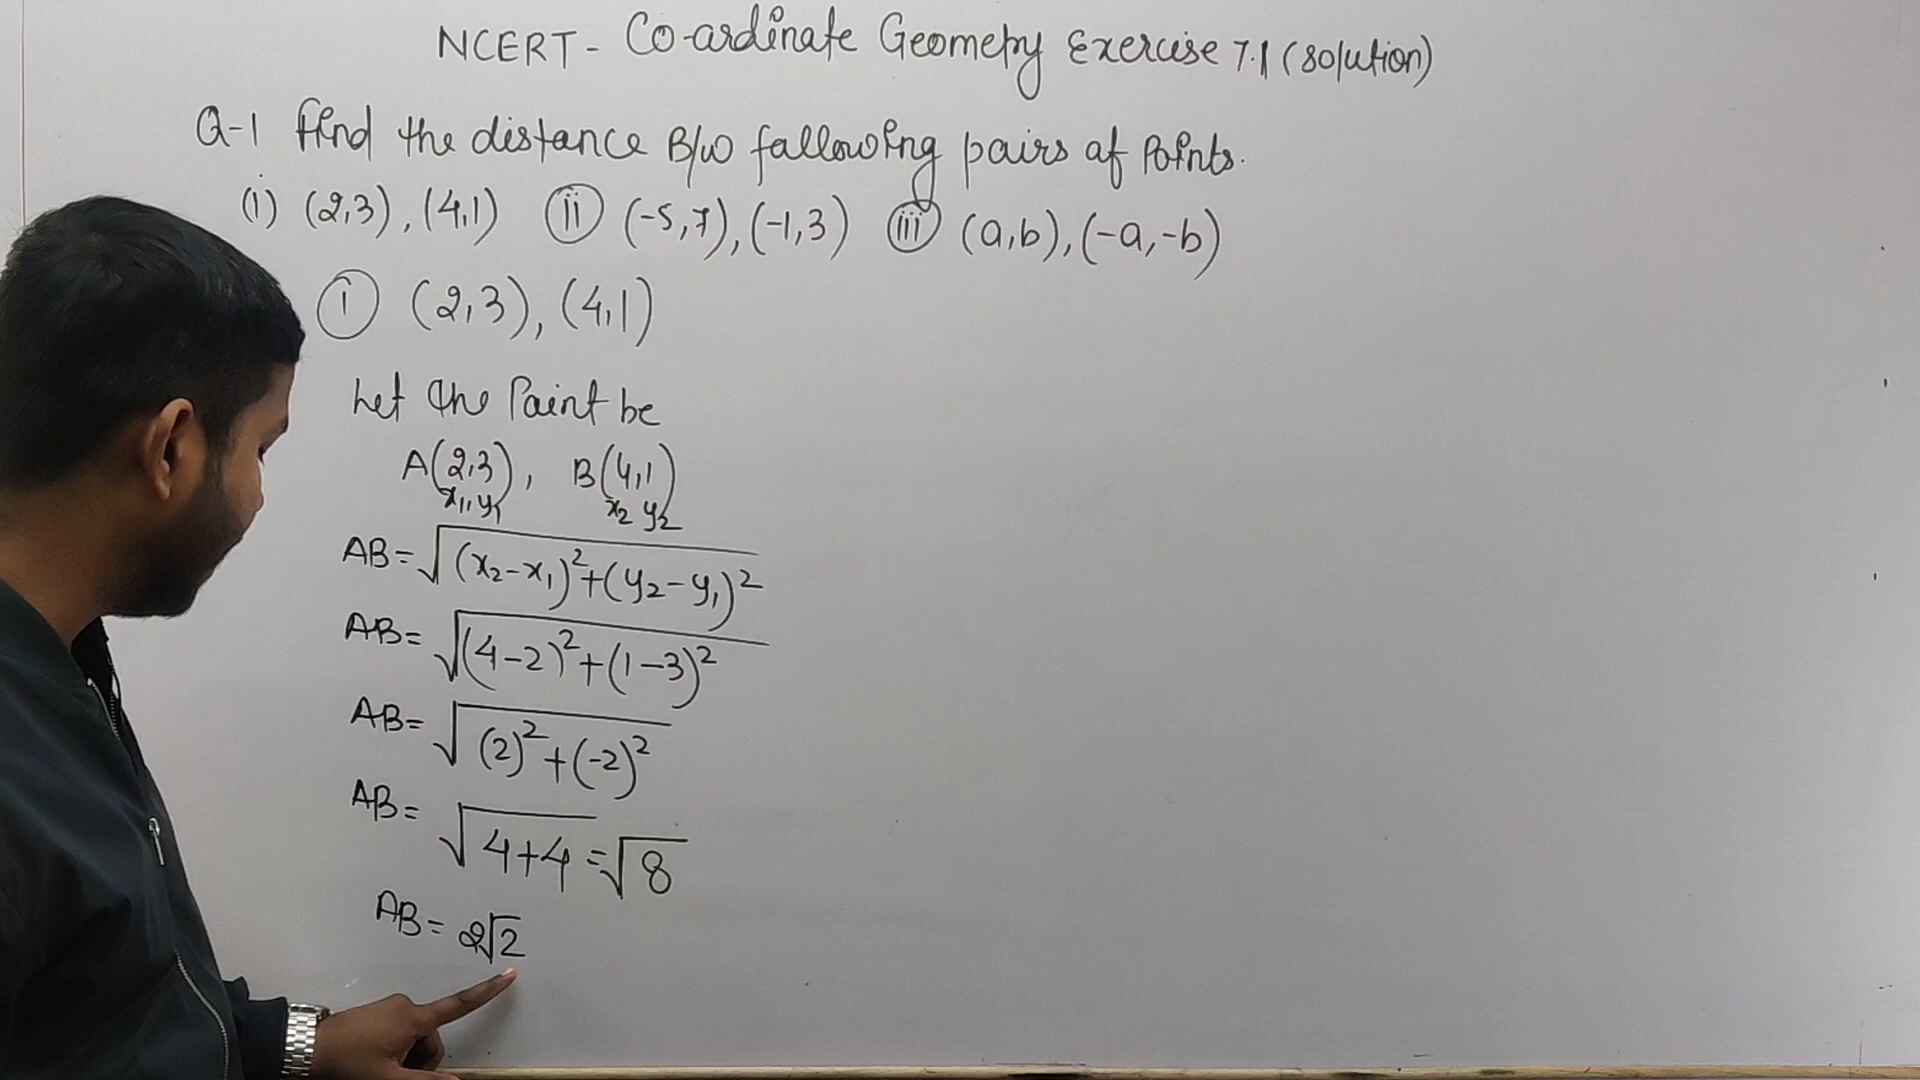 NCERT- Co-ardinate Geometry Exercise 7.1 (solution)
Q-1 Find the distance B/w fallowing pairs af Points.
(i) (2,3), (4,1) (ii) (-5,7), (-1,3) (iii) (a,b), (-a,-b)
(i) (2,3), (4,1)
Let the Paint be
A(2,3), B(4,1)
x₁, y₁ x₂ y₂
AB = √(x₂-x₁)²+(y₂-y₁)²
AB = √(4-2)²+(1-3)²
AB = √(2)²+(-2)²
AB = √4+4 = √8
AB = 2√2